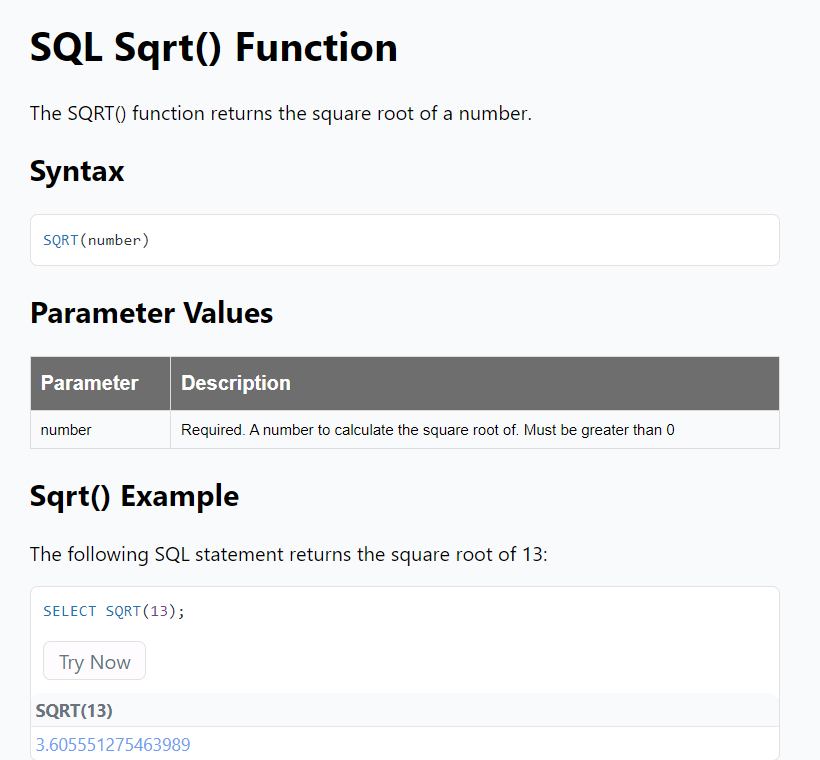 SQL Sqrt() Function
The SQRT() function returns the square root of a number.
Syntax
SQRT(number)
Parameter Values
Parameter Description
number Required. A number to calculate the square root of. Must be greater than 0
Sqrt() Example
The following SQL statement returns the square root of 13:
SELECT SQRT(13);
Try Now
SQRT(13)
3.605551275463989